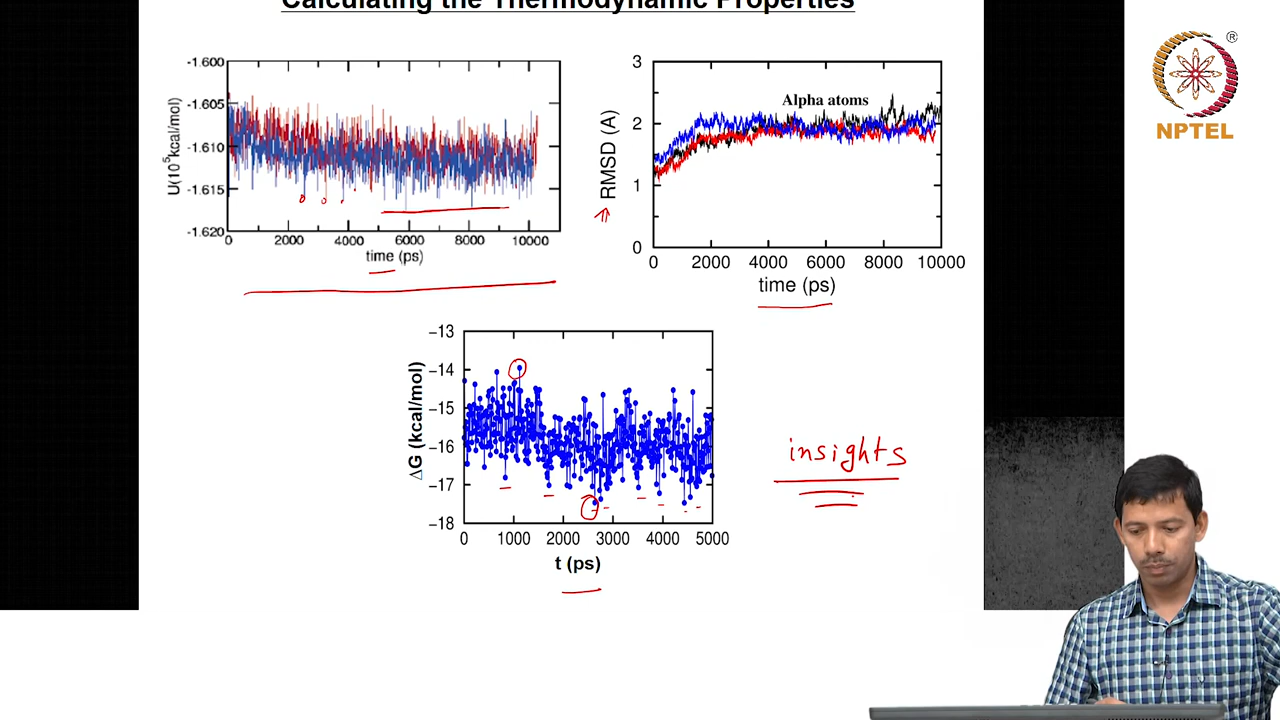 Calculating the Thermodynamic Properties
®
NPTEL
-1.600
-1.605
-1.610
-1.615
-1.620
U(10^5kcal/mol)
0 2000 4000 6000 8000 10000
time (ps)
3
2
1
0
RMSD (A)
Alpha atoms
0 2000 4000 6000 8000 10000
time (ps)
−13
−14
−15
−16
−17
−18
ΔG (kcal/mol)
0 1000 2000 3000 4000 5000
t (ps)
insights